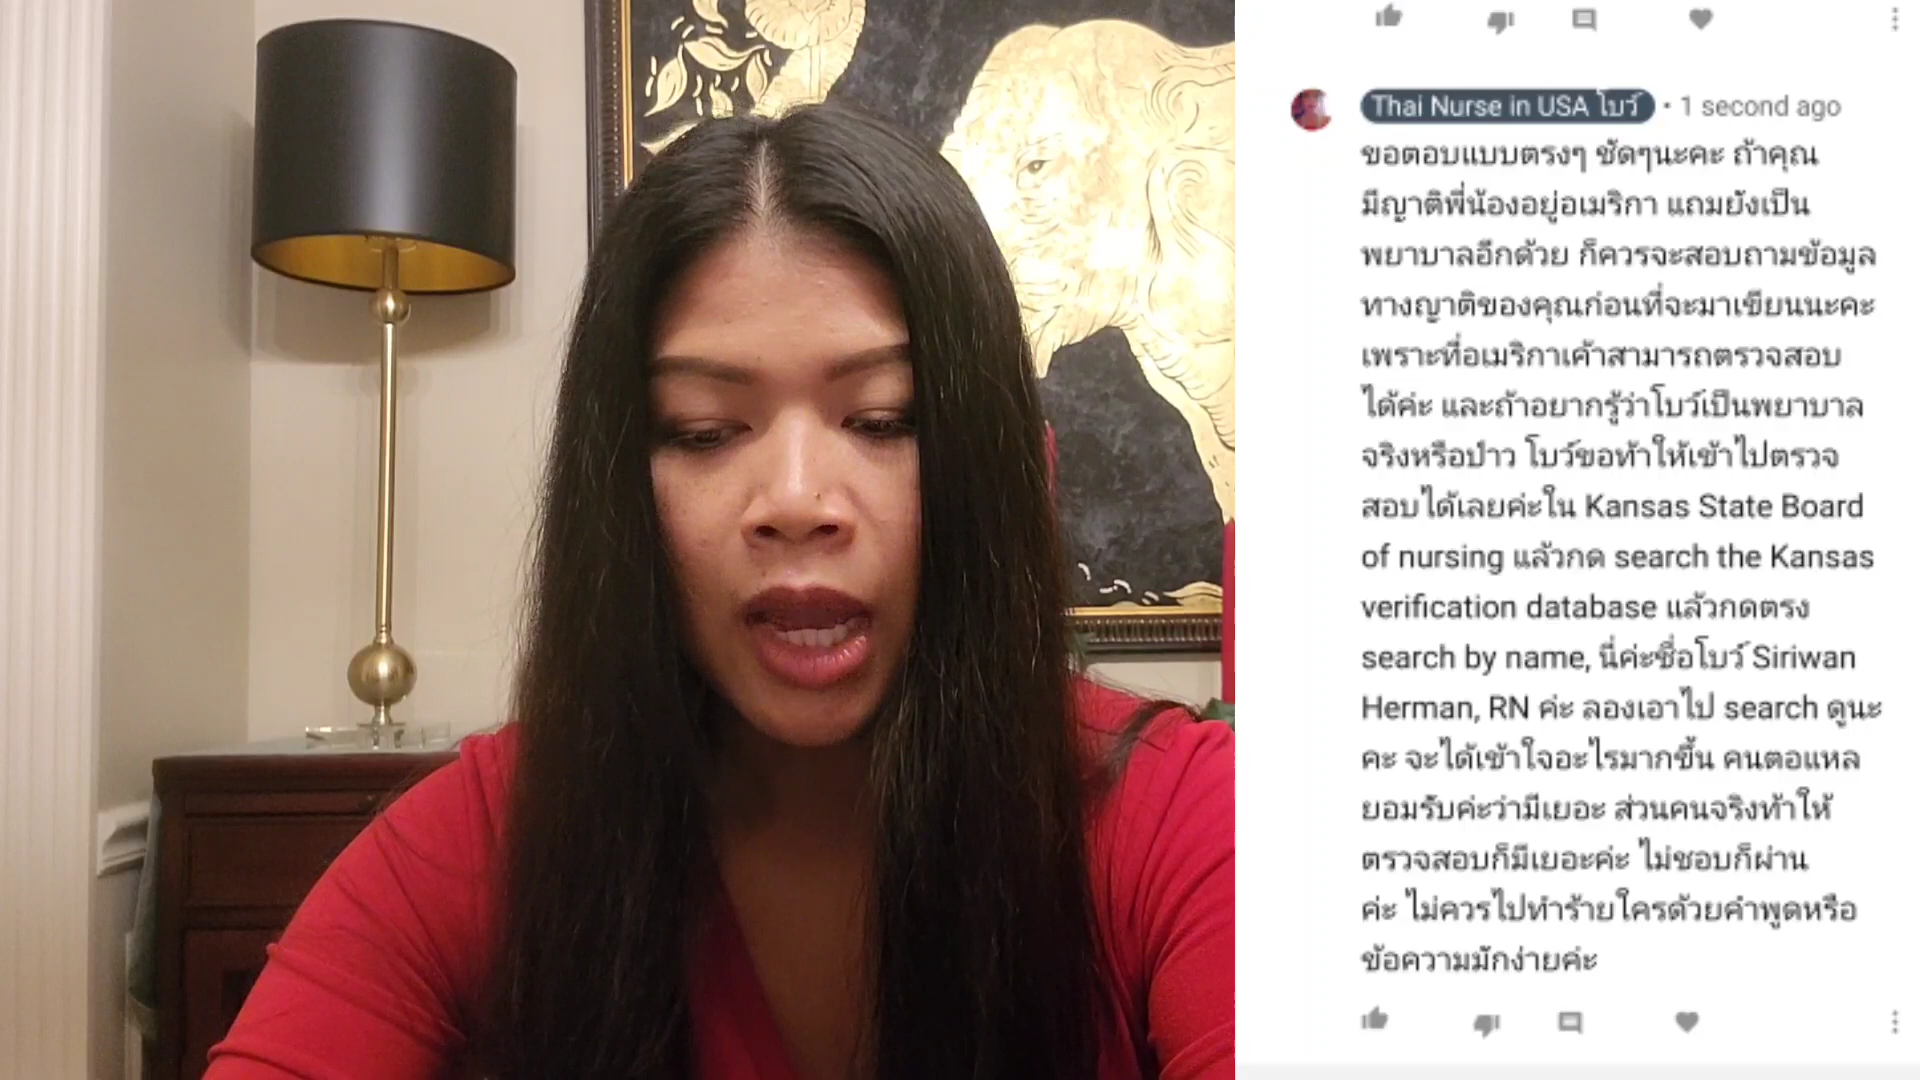 Thai Nurse in USA โบว์ • 1 second ago
ขอตอบแบบตรงๆ ชัดๆนะคะ ถ้าคุณ
มีญาติพี่น้องอยู่อเมริกา แถมยังเป็น
พยาบาลอีกด้วย ก็ควรจะสอบถามข้อมูล
ทางญาติของคุณก่อนที่จะมาเขียนนะคะ
เพราะที่อเมริกาเค้าสามารถตรวจสอบ
ได้ค่ะ และถ้าอยากรู้ว่าโบว์เป็นพยาบาล
จริงหรือป่าว โบว์ขอท้าให้เข้าไปตรวจ
สอบได้เลยค่ะใน Kansas State Board
of nursing แล้วกด search the Kansas
verification database แล้วกดตรง
search by name, นี่ค่ะชื่อโบว์ Siriwan
Herman, RN ค่ะ ลองเอาไป search ดูนะ
คะ จะได้เข้าใจอะไรมากขึ้น คนตอแหล
ยอมรับค่ะว่ามีเยอะ ส่วนคนจริงท้าให้
ตรวจสอบก็มีเยอะค่ะ ไม่ชอบก็ผ่าน
ค่ะ ไม่ควรไปทำร้ายใครด้วยคำพูดหรือ
ข้อความมักง่ายค่ะ